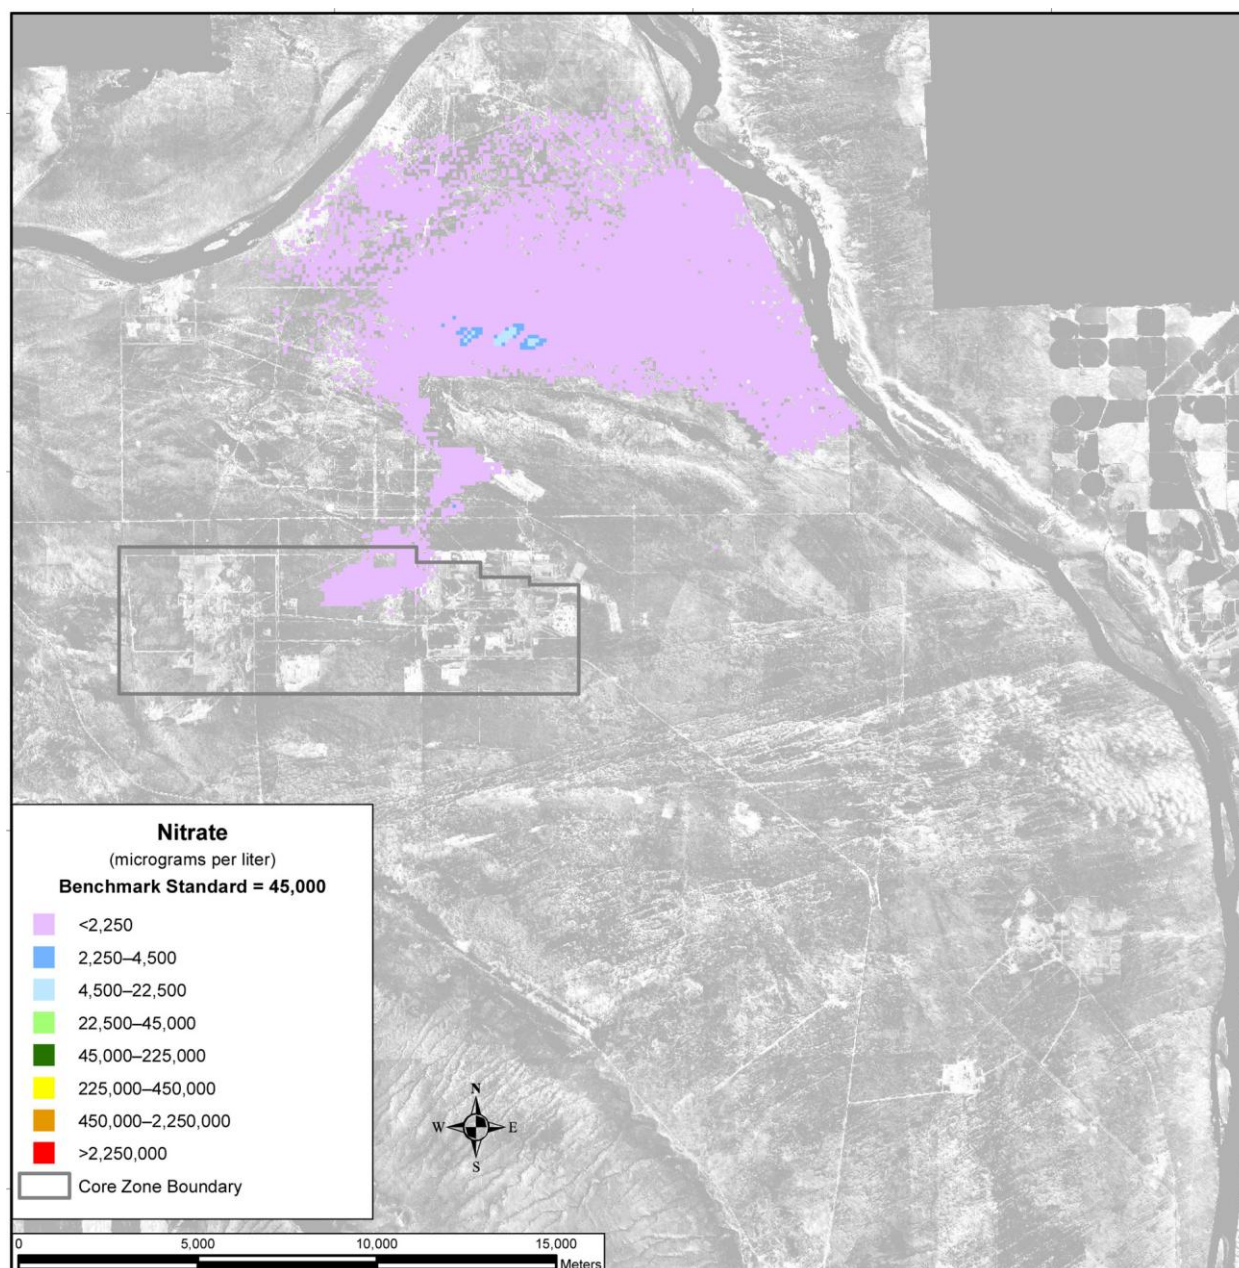 Nitrate
(micrograms per liter)
Benchmark Standard = 45,000
<2,250
2,250–4,500
4,500–22,500
22,500–45,000
45,000–225,000
225,000–450,000
450,000–2,250,000
>2,250,000
Core Zone Boundary
N
W E
S
0 5,000 10,000 15,000
Meters